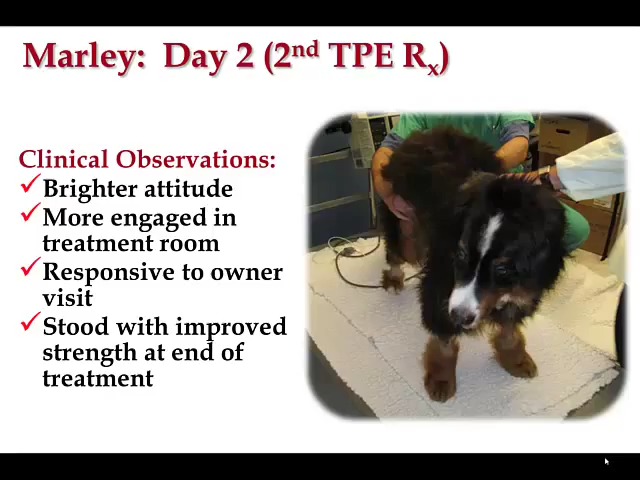 Marley:  Day 2 (2nd TPE Rx)
Clinical Observations:
✓Brighter attitude
✓More engaged in
treatment room
✓Responsive to owner
visit
✓Stood with improved
strength at end of
treatment